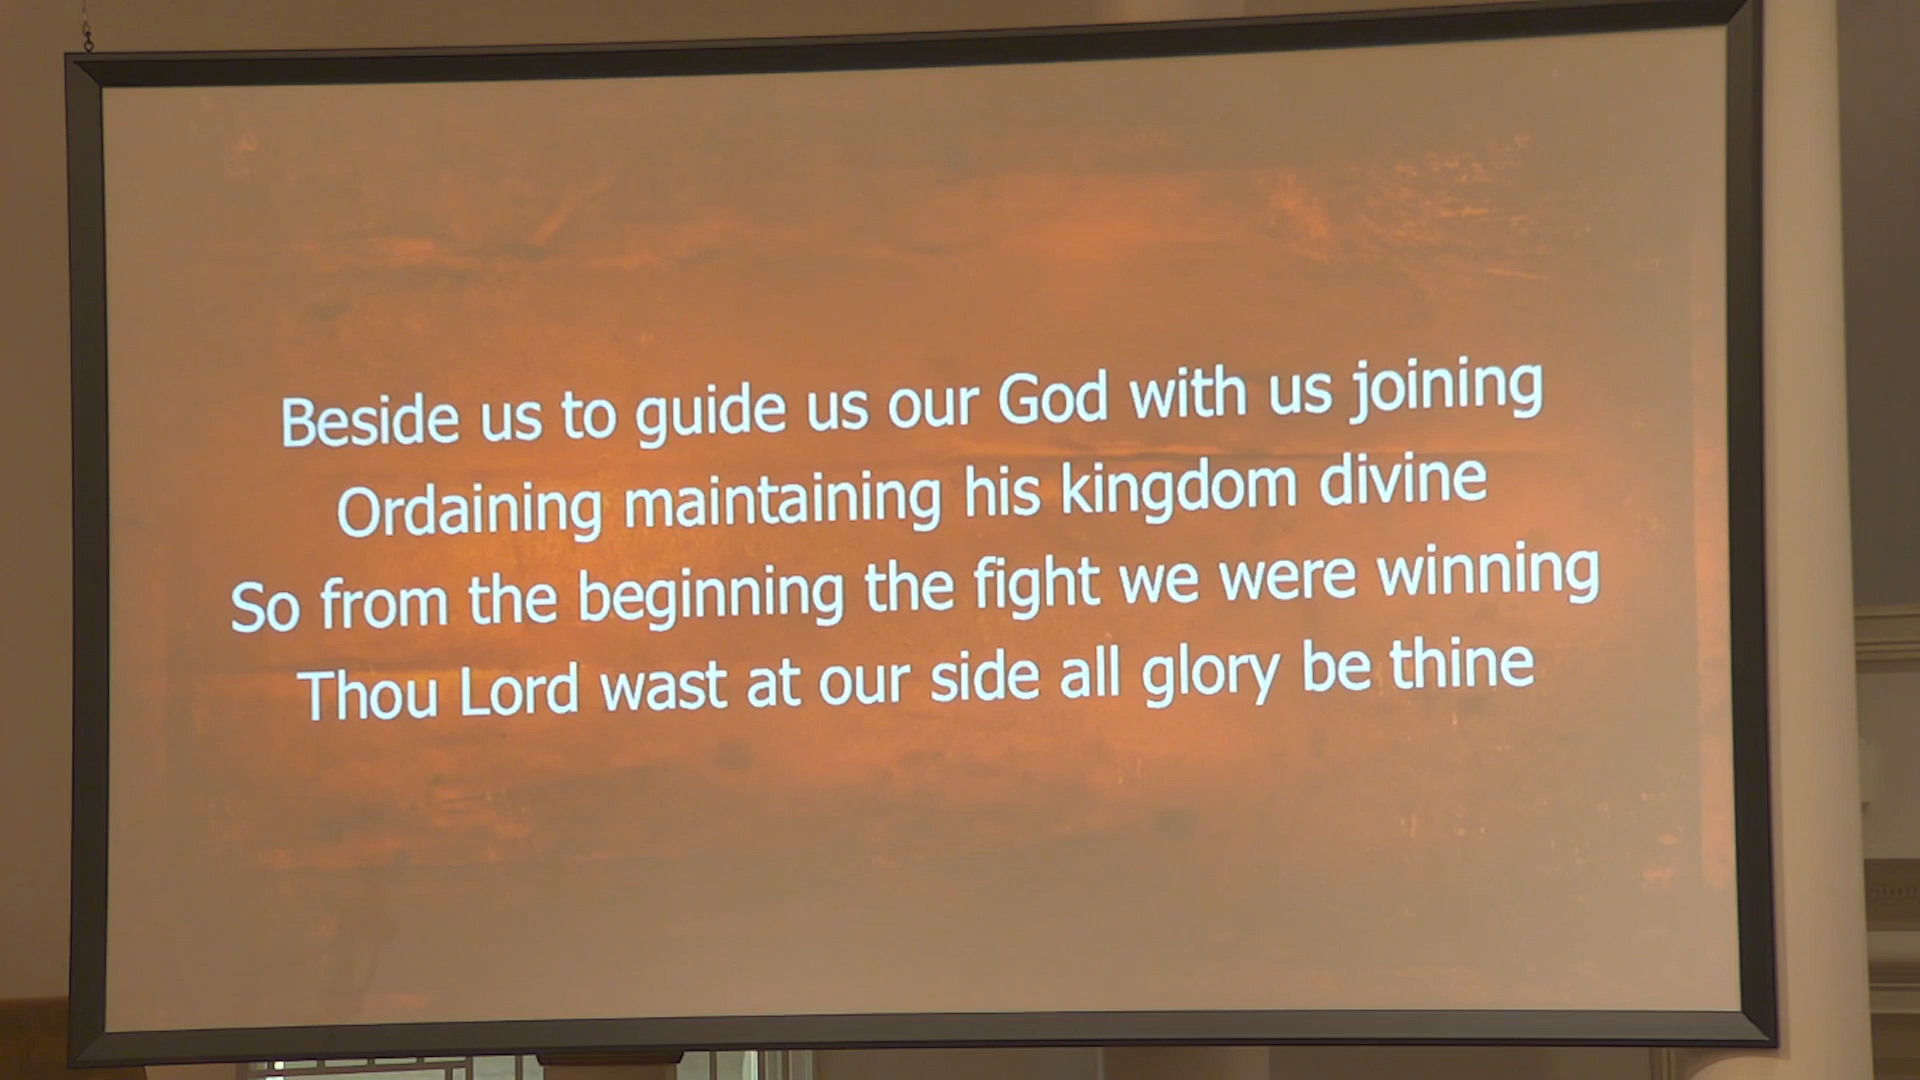 Beside us to guide us our God with us joining
Ordaining maintaining his kingdom divine
So from the beginning the fight we were winning
Thou Lord wast at our side all glory be thine